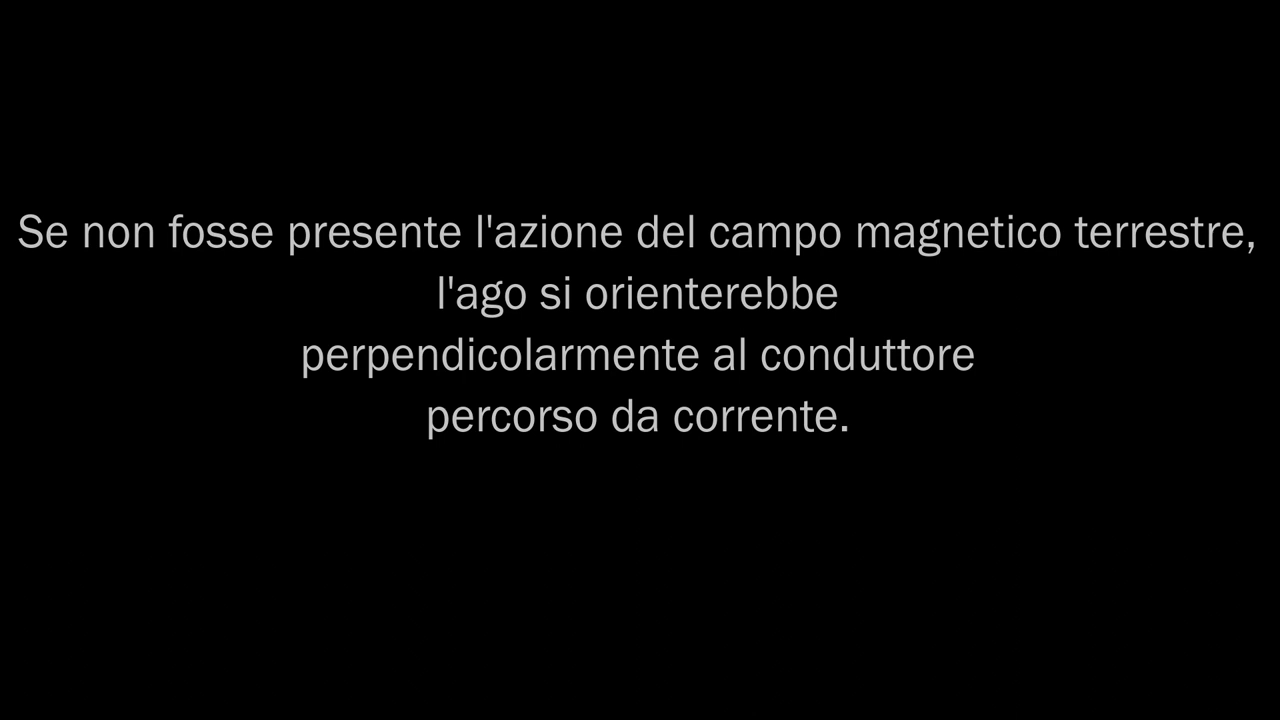 Se non fosse presente l'azione del campo magnetico terrestre,
l'ago si orienterebbe
perpendicolarmente al conduttore
percorso da corrente.